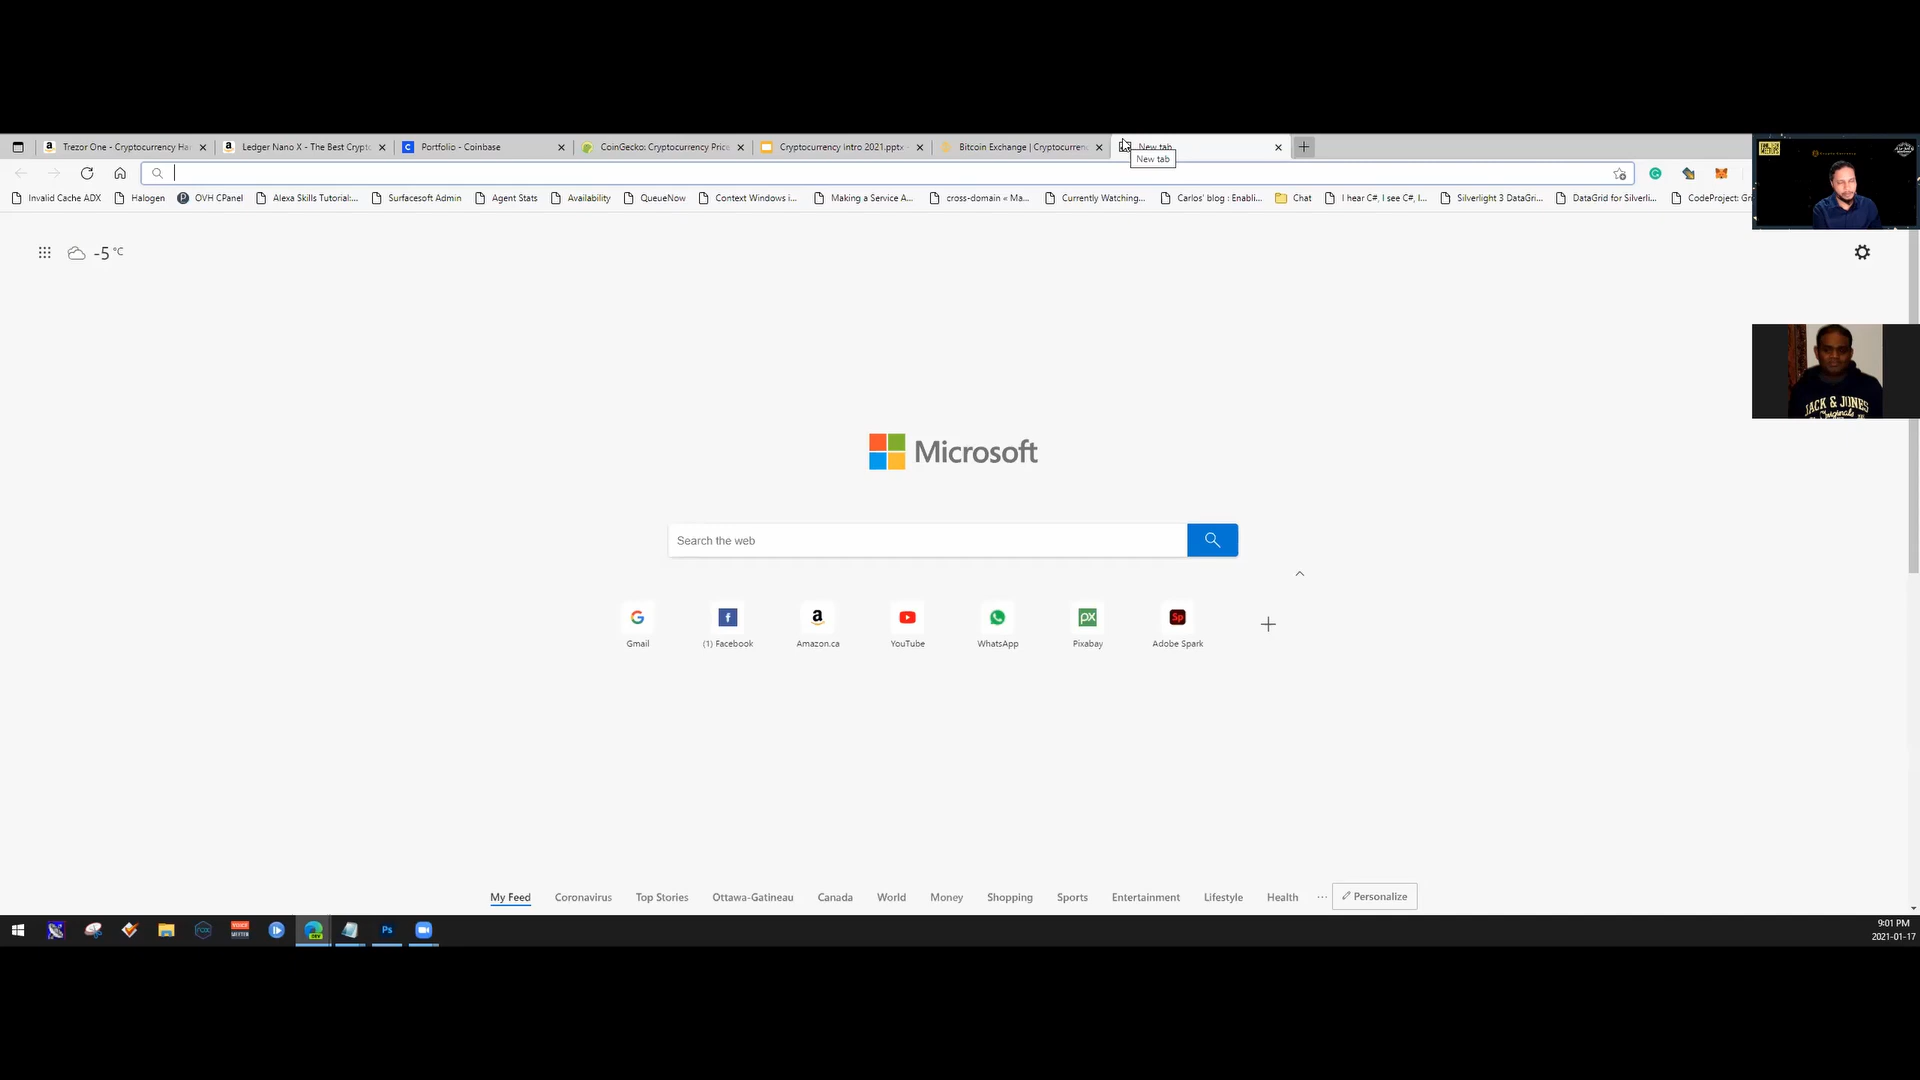 Trezor One - Cryptocurrency Ha
Ledger Nano X - The Best Crypto
Portfolio - Coinbase
CoinGecko: Cryptocurrency Price
Cryptocurrency intro 2021.pptx -
Bitcoin Exchange | Cryptocurrenc
New tab
New tab
Invalid Cache ADX
Halogen
OVH CPanel
Alexa Skills Tutorial:...
Surfacesoft Admin
Agent Stats
Availability
QueueNow
Context Windows i...
Making a Service A...
cross-domain « Ma...
Currently Watching...
Carlos' blog : Enabli...
Chat
I hear C#, I see C#, I...
Silverlight 3 DataGri...
DataGrid for Silverli...
CodeProject: Gr
-5 °C
JACK & JONES
Originals
Microsoft
Search the web
Gmail
(1) Facebook
Amazon.ca
YouTube
WhatsApp
Pixabay
Adobe Spark
My Feed
Coronavirus
Top Stories
Ottawa-Gatineau
Canada
World
Money
Shopping
Sports
Entertainment
Lifestyle
Health
...
Personalize
9:01 PM
2021-01-17